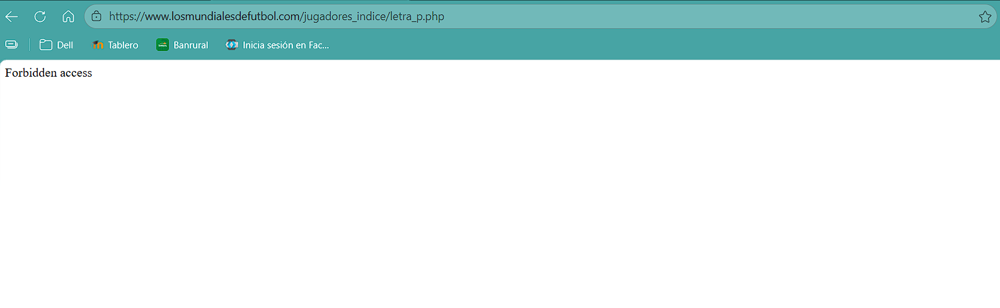 https://www.losmundialesdefutbol.com/jugadores_indice/letra_p.php
Dell Tablero Banrural Inicia sesión en Fac...
Forbidden access